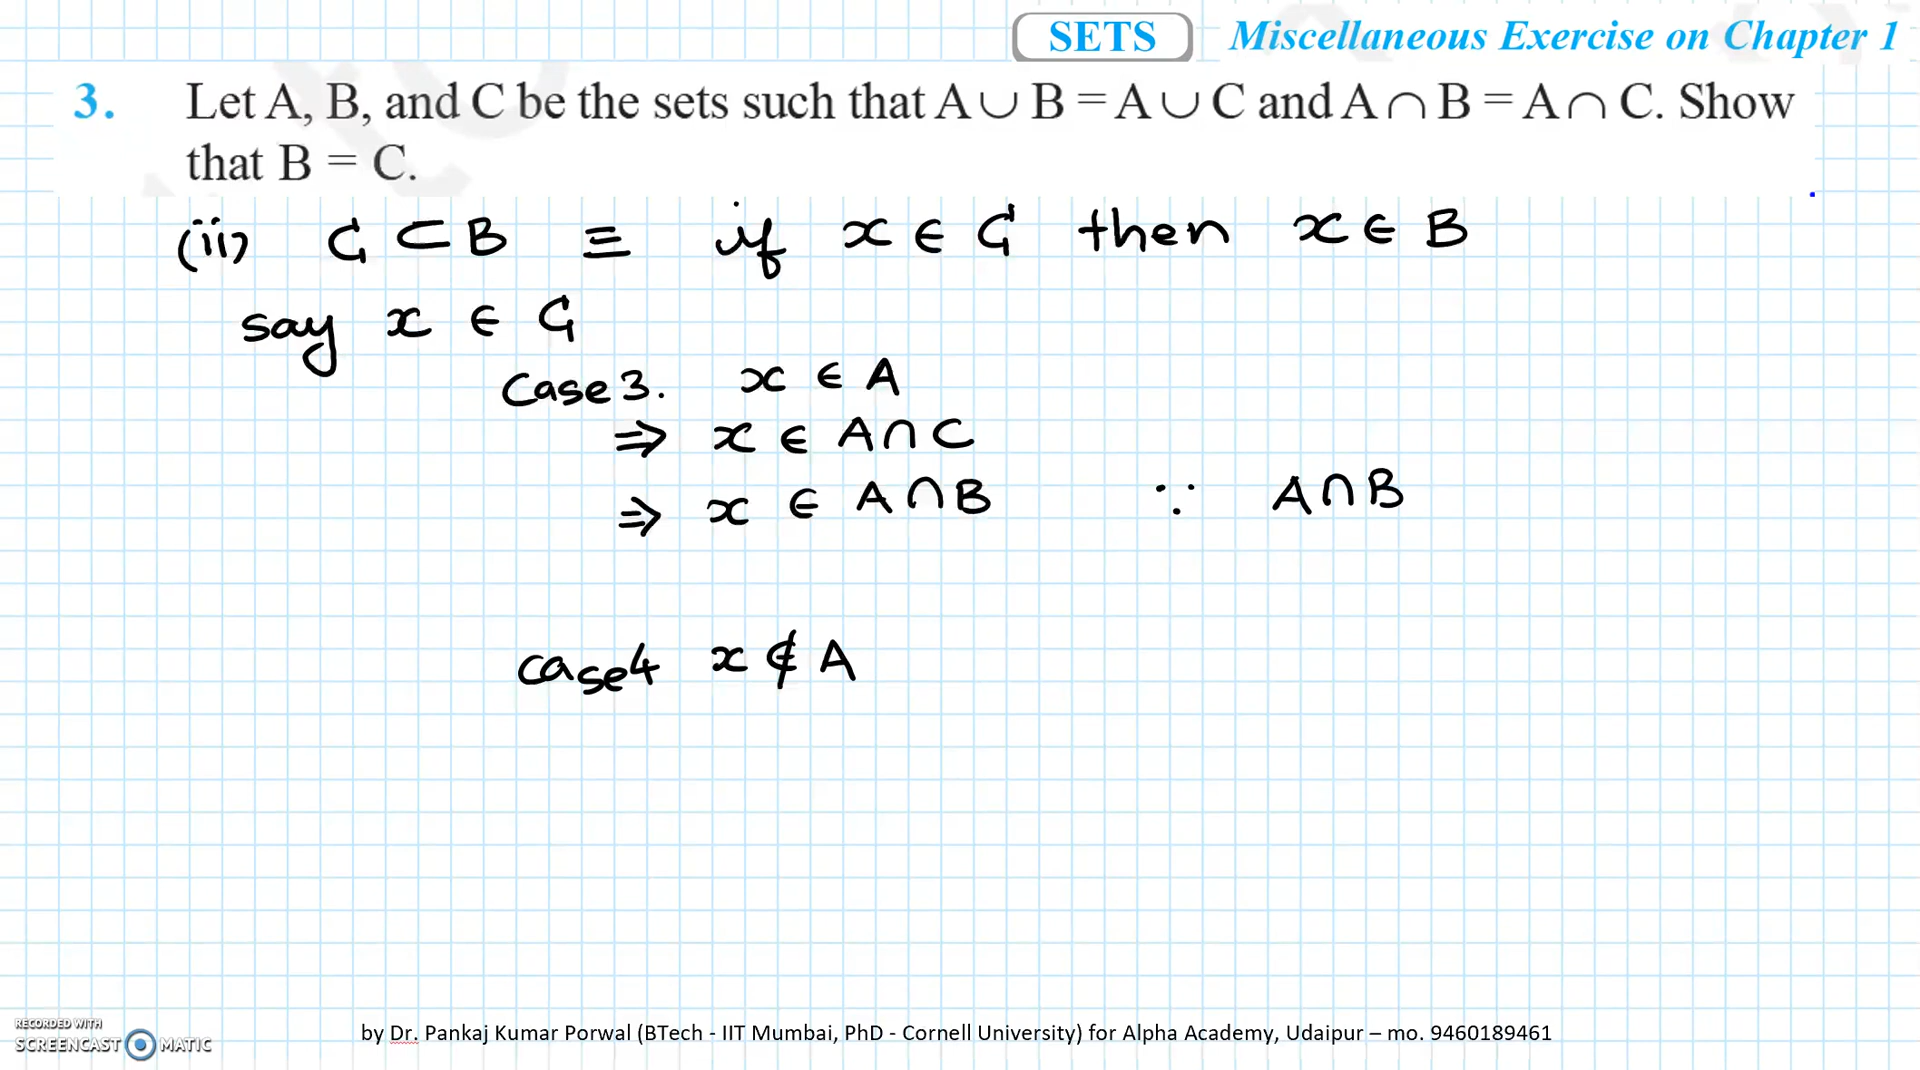 SETS Miscellaneous Exercise on Chapter 1
3. Let A, B, and C be the sets such that A ∪ B = A ∪ C and A ∩ B = A ∩ C. Show
that B = C.
(ii) C ⊂ B ≡ if x ∈ C then x ∈ B
say x ∈ C
Case 3. x ∈ A
⇒ x ∈ A ∩ C
⇒ x ∈ A ∩ B ∵ A ∩ B
case 4 x ∉ A
RECORDED WITH
SCREENCAST MATIC
by Dr. Pankaj Kumar Porwal (BTech - IIT Mumbai, PhD - Cornell University) for Alpha Academy, Udaipur – mo. 9460189461